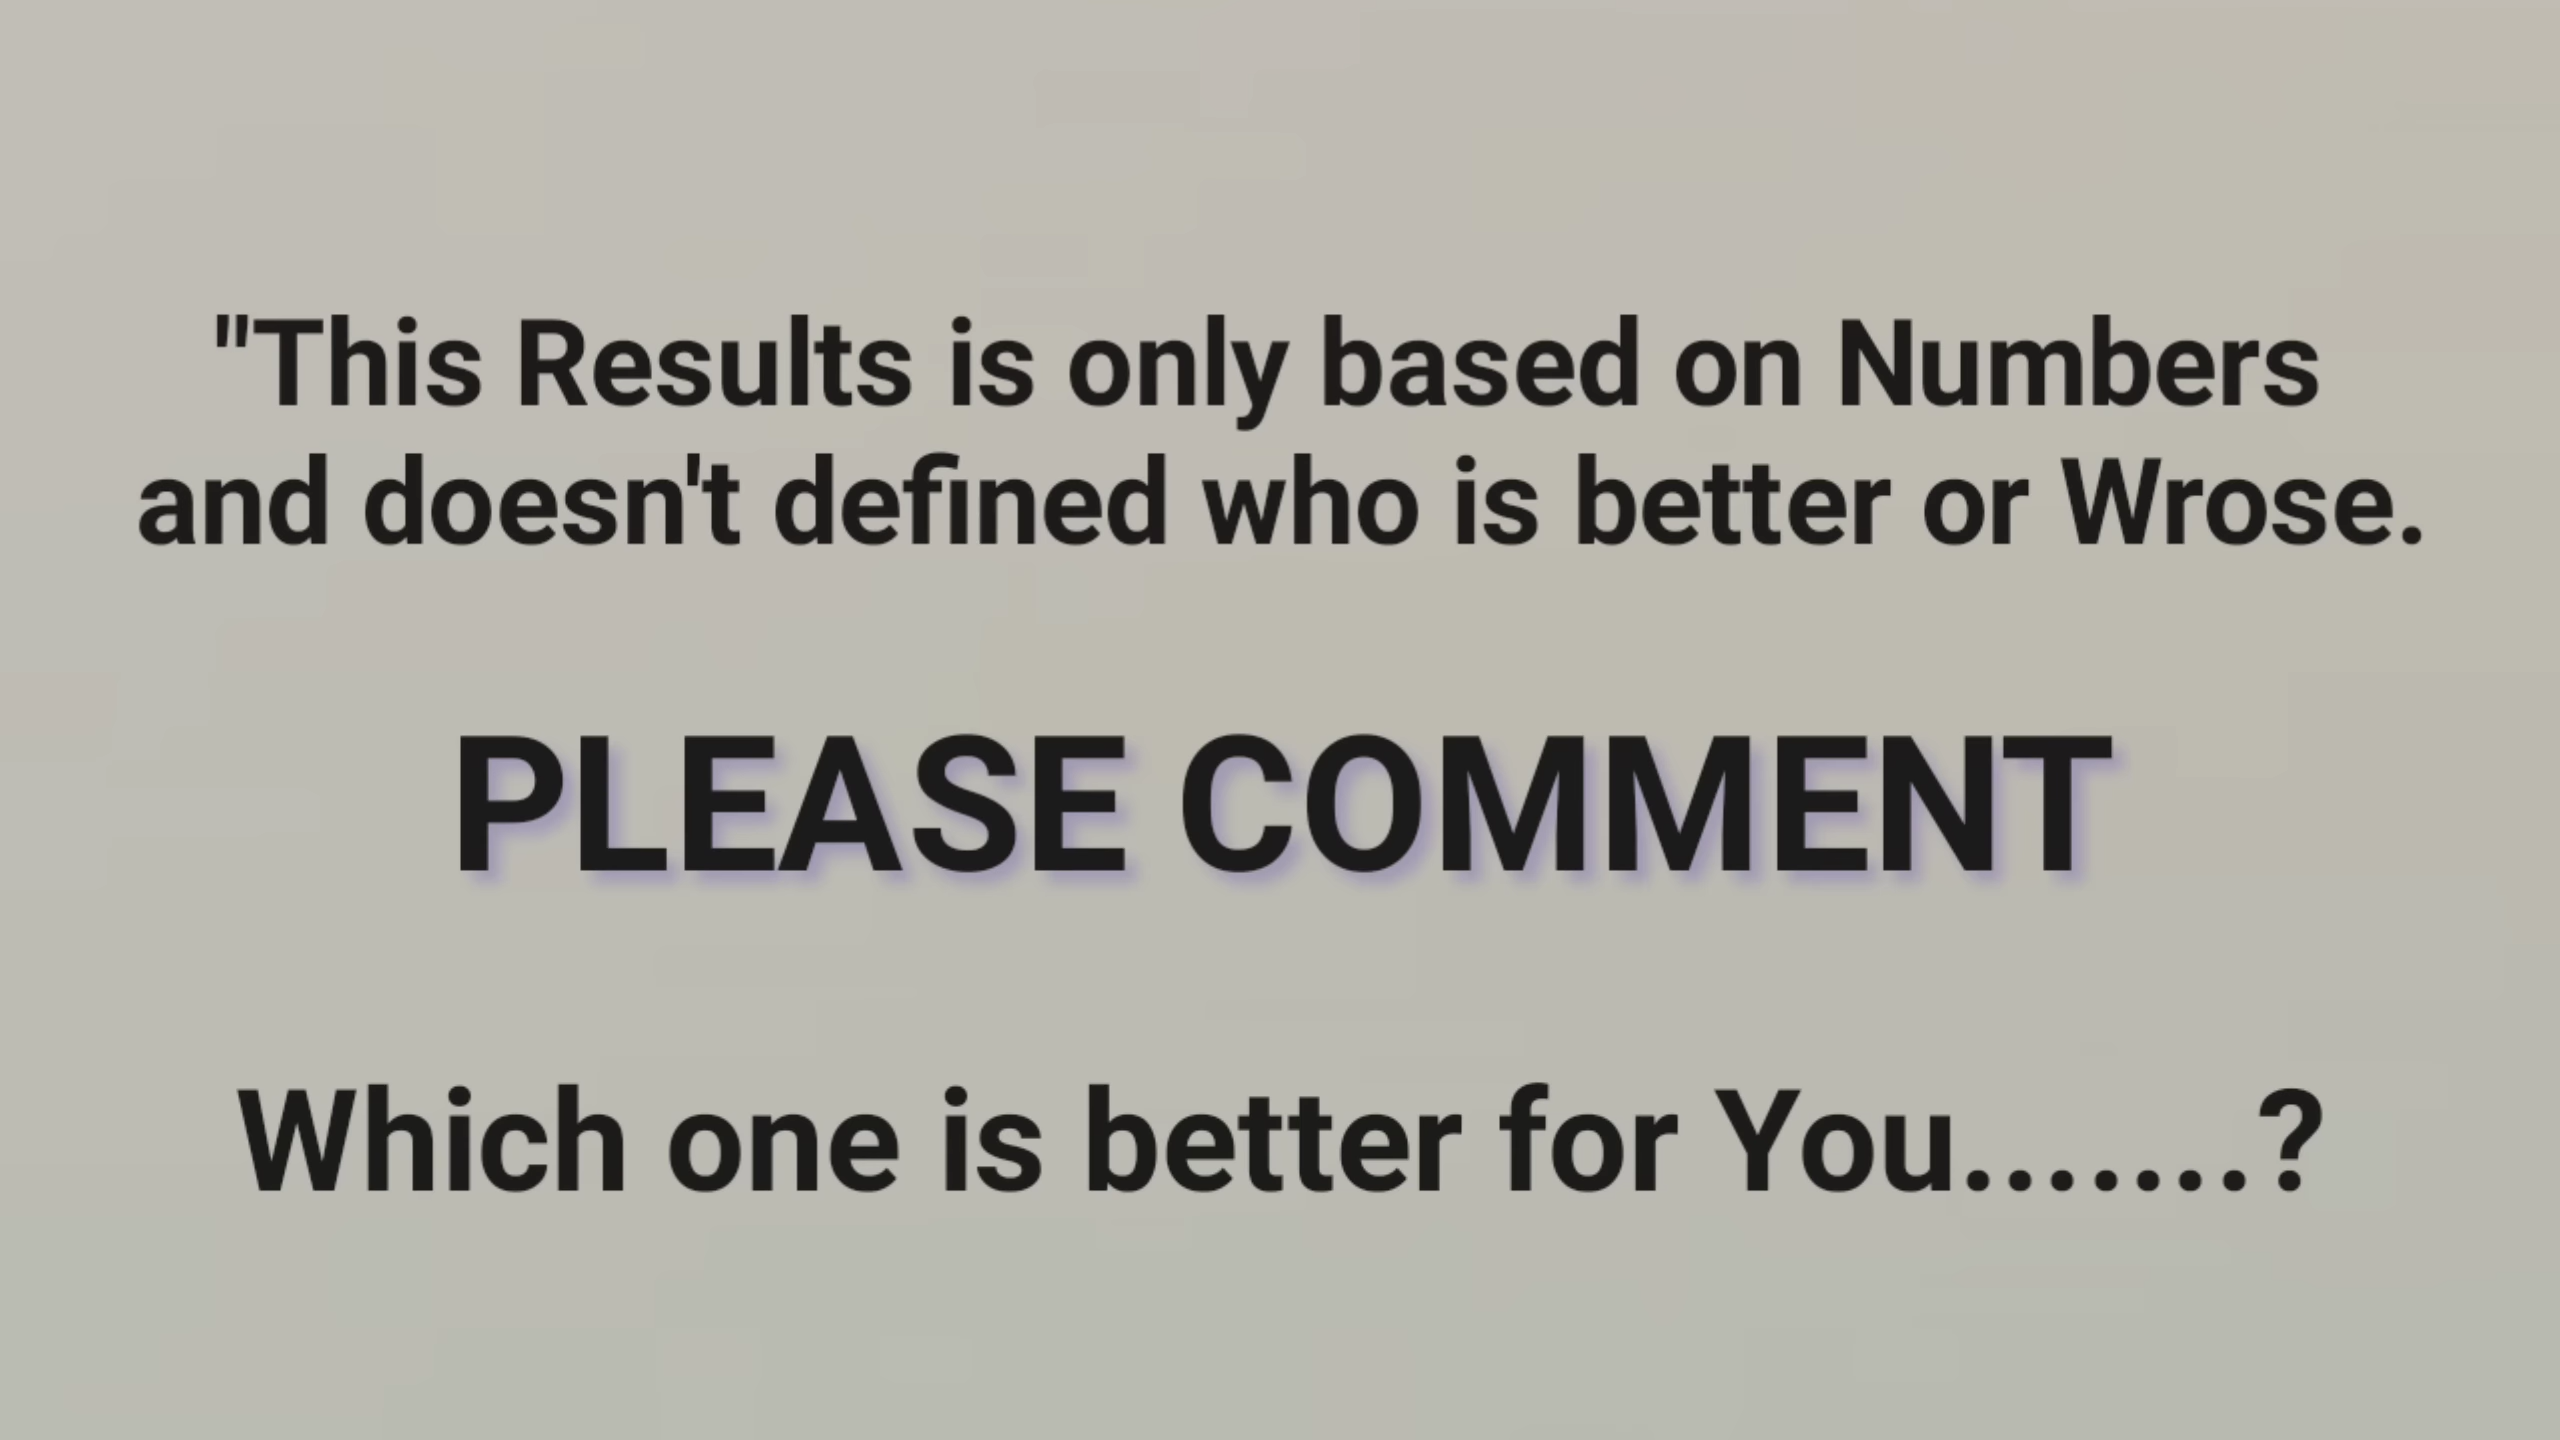 "This Results is only based on Numbers
and doesn't defined who is better or Wrose.
PLEASE COMMENT
Which one is better for You.......?